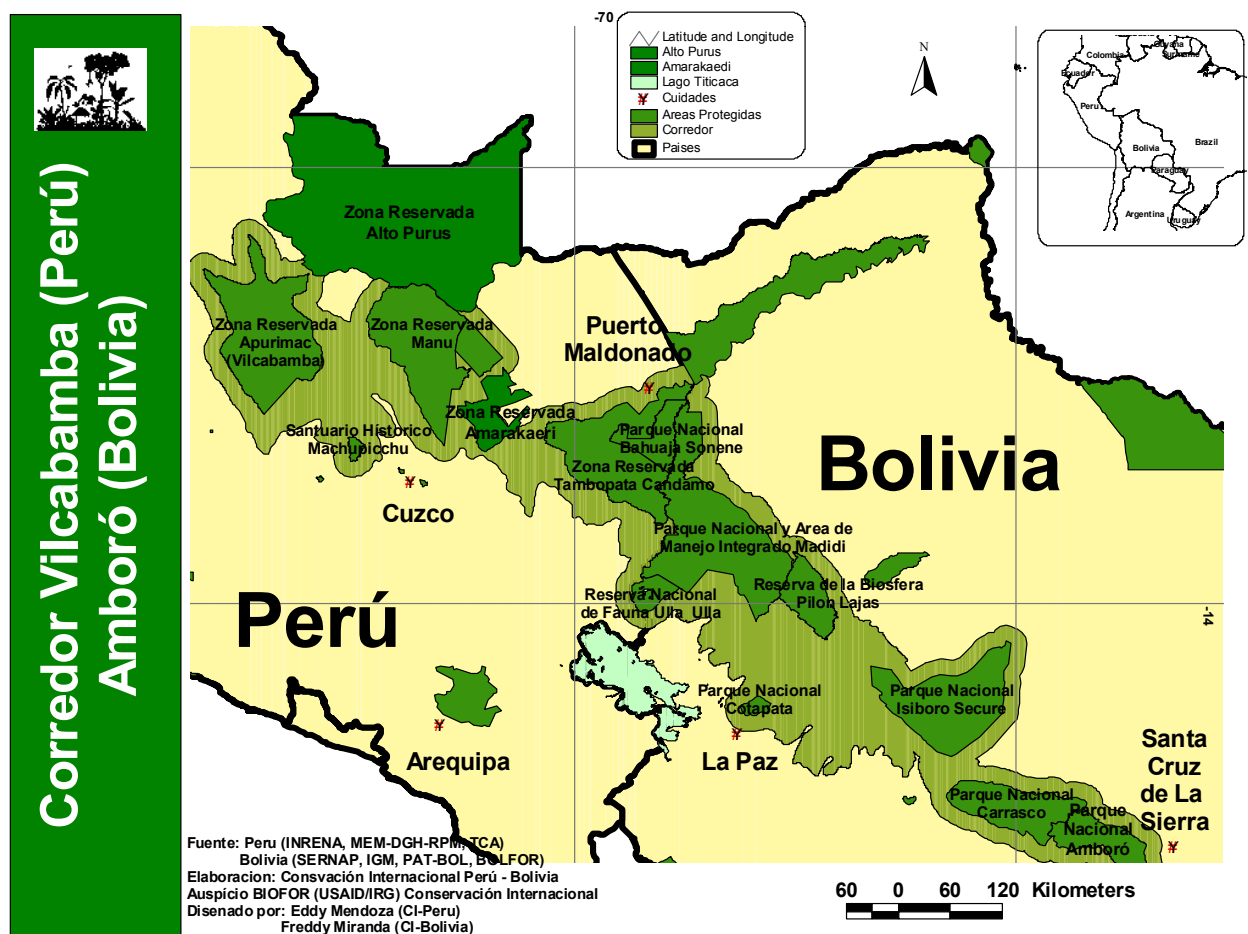 Corredor Vilcabamba (Perú)
Amboró (Bolivia)
-70
Latitude and Longitude
Alto Purus
Amarakaedi
Lago Titicaca
¥ Cuidades
Areas Protegidas
Corredor
Paises
N
Colombia
Guyana
Suriname
Ecuador
Peru
Brazil
Bolivia
Paraguay
Argentina
Uruguay
Zona Reservada
Alto Purus
Zona Reservada
Apurimac
(Vilcabamba)
Zona Reservada
Manu
Puerto
Maldonado
¥
Zona Reservada
Amarakaeri
Santuario Historico
Machupicchu
Parque Nacional
Bahuaja Sonene
Zona Reservada
Tambopata Candamo
Bolivia
¥
Cuzco
Parque Nacional y Area de
Manejo Integrado Madidi
Reserva de la Biosfera
Pilon Lajas
Reserva Nacional
de Fauna Ulla Ulla
Perú
-14
Parque Nacional
Cotapata
Parque Nacional
Isiboro Secure
¥
Arequipa
¥
La Paz
Santa
Cruz
de La
Sierra
¥
Parque Nacional
Carrasco
Parque
Nacional
Amboró
Fuente: Peru (INRENA, MEM-DGH-RPM, TCA)
Bolivia (SERNAP, IGM, PAT-BOL, BOLFOR)
Elaboracion: Consvación Internacional Perú - Bolivia
Auspício BIOFOR (USAID/IRG) Conservación Internacional
Disenado por: Eddy Mendoza (CI-Peru)
Freddy Miranda (CI-Bolivia)
60 0 60 120 Kilometers